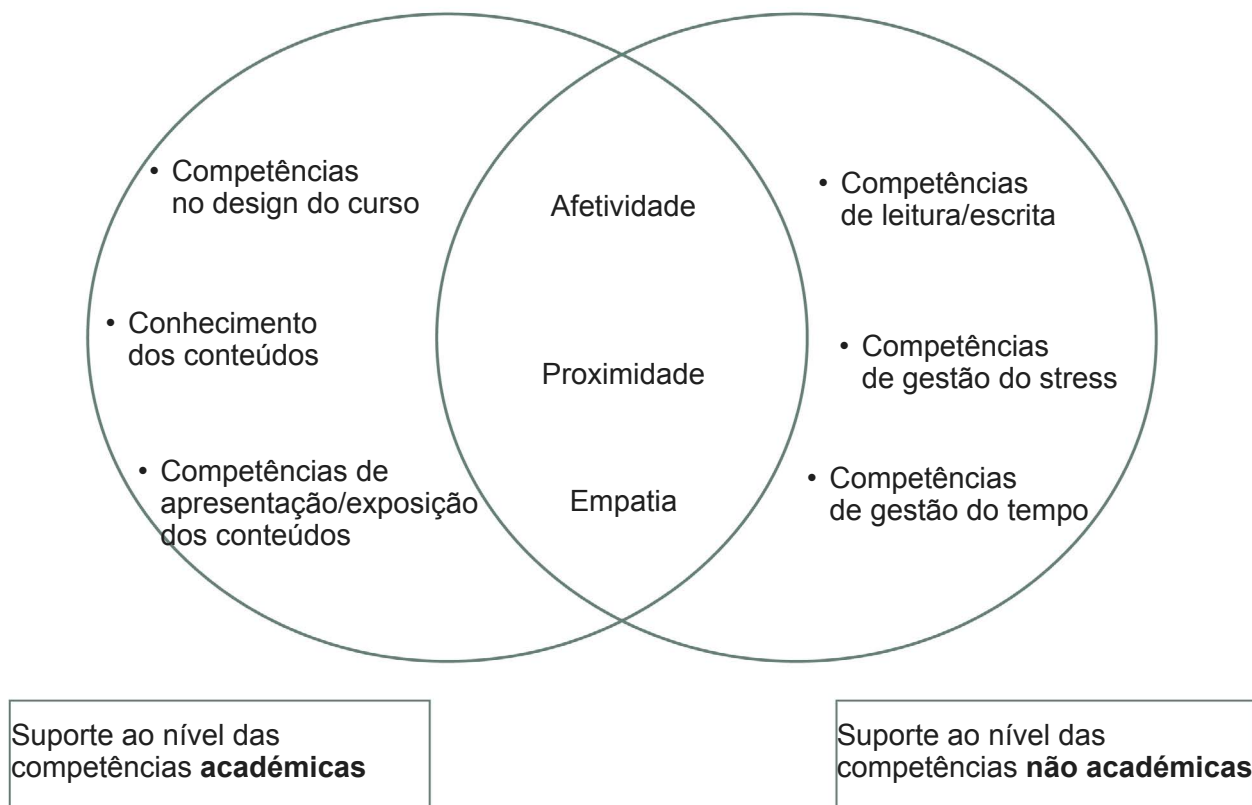 • Competências
no design do curso
• Conhecimento
dos conteúdos
• Competências de
apresentação/exposição
dos conteúdos
Afetividade
Proximidade
Empatia
• Competências
de leitura/escrita
• Competências
de gestão do stress
• Competências
de gestão do tempo
Suporte ao nível das
competências académicas
Suporte ao nível das
competências não académicas